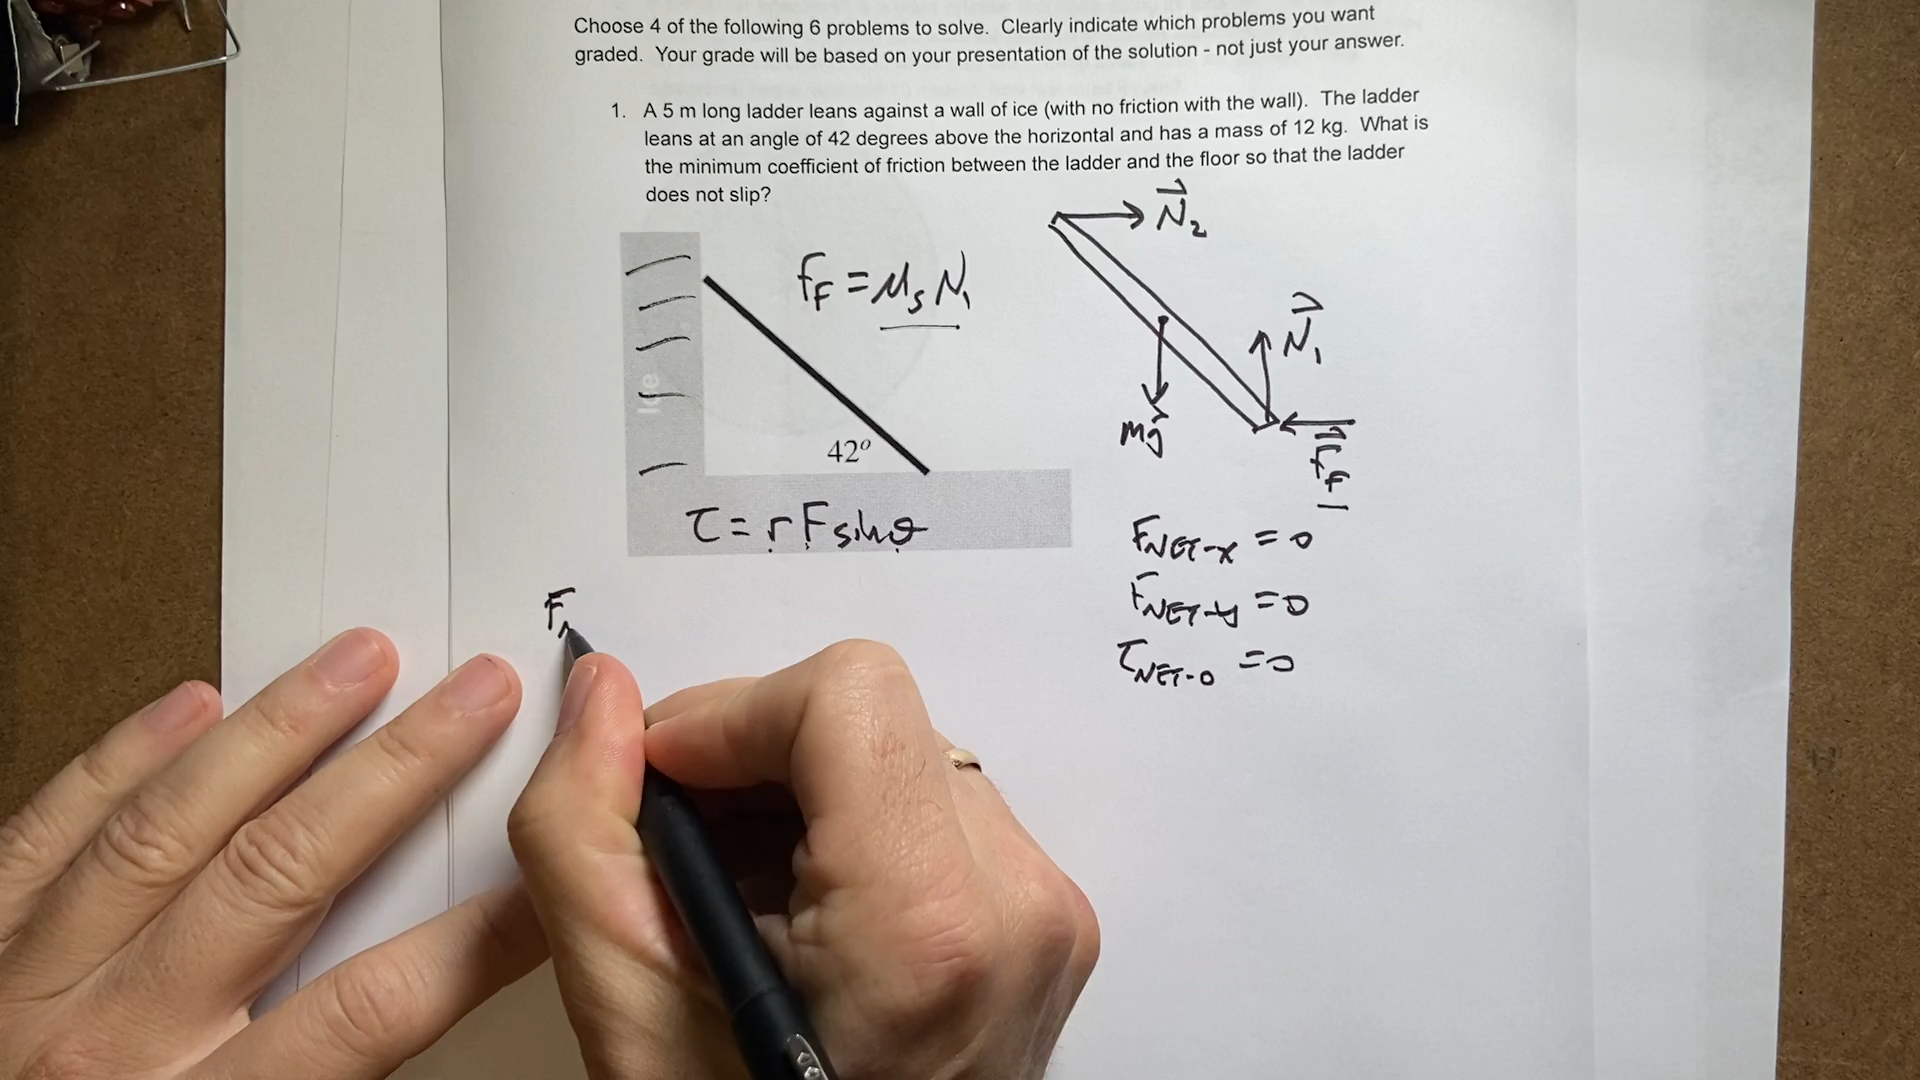 Choose 4 of the following 6 problems to solve. Clearly indicate which problems you want
graded. Your grade will be based on your presentation of the solution - not just your answer.
1. A 5 m long ladder leans against a wall of ice (with no friction with the wall). The ladder
leans at an angle of 42 degrees above the horizontal and has a mass of 12 kg. What is
the minimum coefficient of friction between the ladder and the floor so that the ladder
does not slip?
N⃗₂
F_F = μ_s N₁
N⃗₁
Ice
42°
mg⃗
F⃗_F
τ = r F sinθ
F_NET-x = 0
F_NET-y = 0
τ_NET-O = 0
F